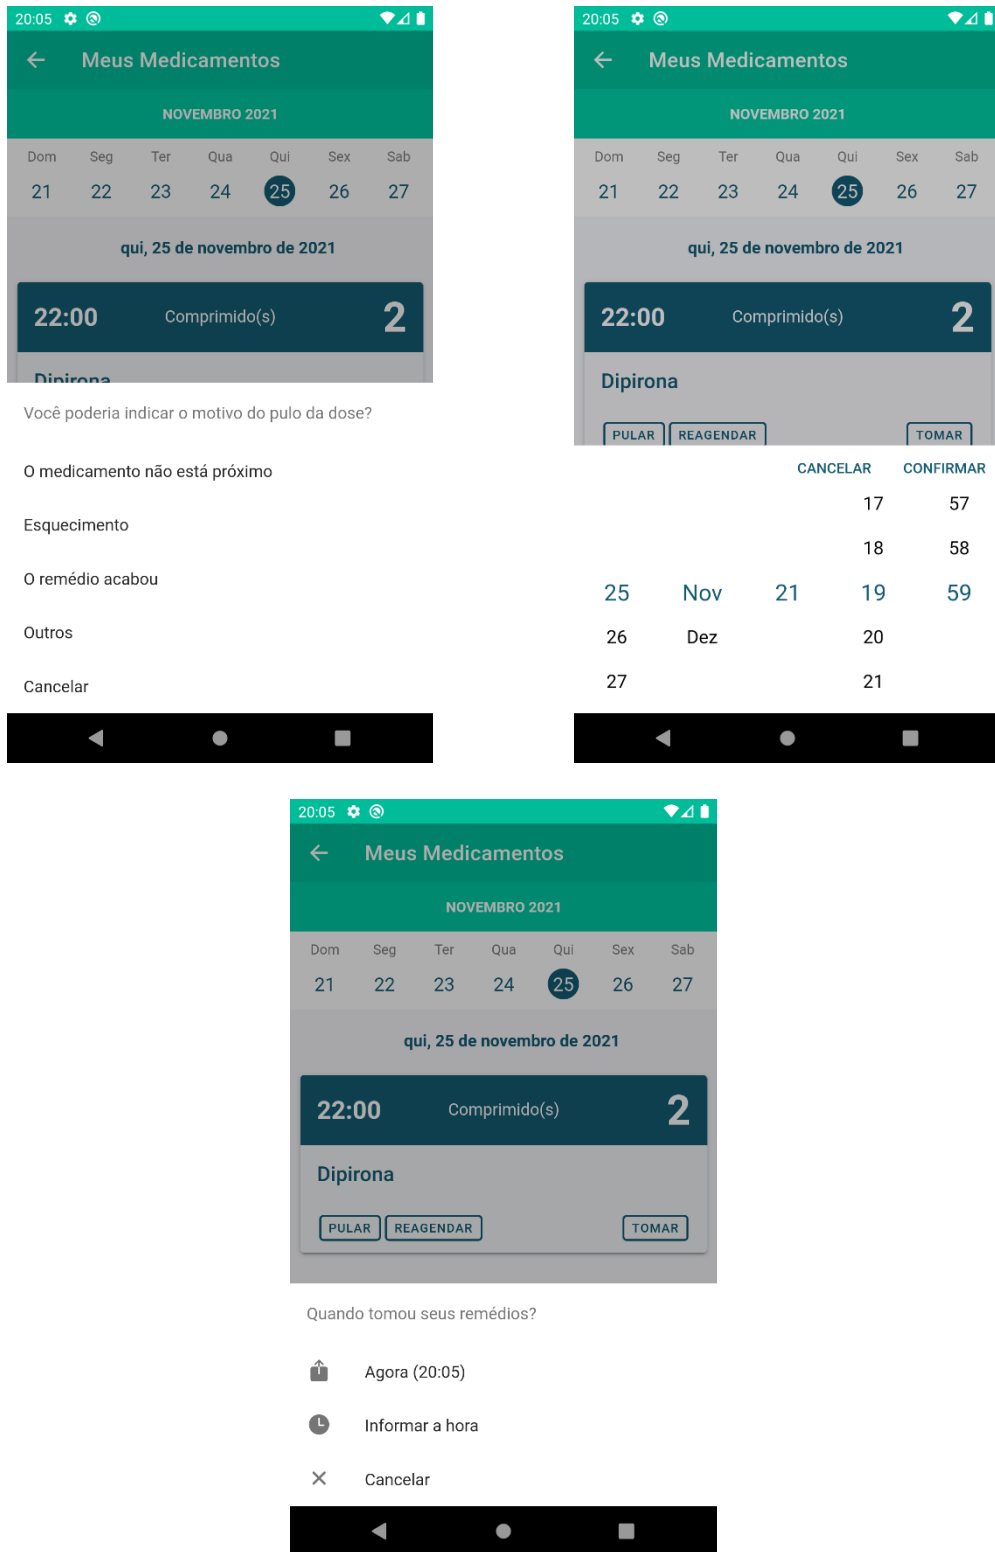 20:05
Meus Medicamentos
NOVEMBRO 2021
Dom Seg Ter Qua Qui Sex Sab
21 22 23 24 25 26 27
qui, 25 de novembro de 2021
22:00 Comprimido(s) 2
Dipirona
Você poderia indicar o motivo do pulo da dose?
O medicamento não está próximo
Esquecimento
O remédio acabou
Outros
Cancelar
20:05
Meus Medicamentos
NOVEMBRO 2021
Dom Seg Ter Qua Qui Sex Sab
21 22 23 24 25 26 27
qui, 25 de novembro de 2021
22:00 Comprimido(s) 2
Dipirona
PULAR REAGENDAR TOMAR
CANCELAR CONFIRMAR
17 57
18 58
25 Nov 21 19 59
26 Dez 20
27 21
20:05
Meus Medicamentos
NOVEMBRO 2021
Dom Seg Ter Qua Qui Sex Sab
21 22 23 24 25 26 27
qui, 25 de novembro de 2021
22:00 Comprimido(s) 2
Dipirona
PULAR REAGENDAR TOMAR
Quando tomou seus remédios?
Agora (20:05)
Informar a hora
Cancelar